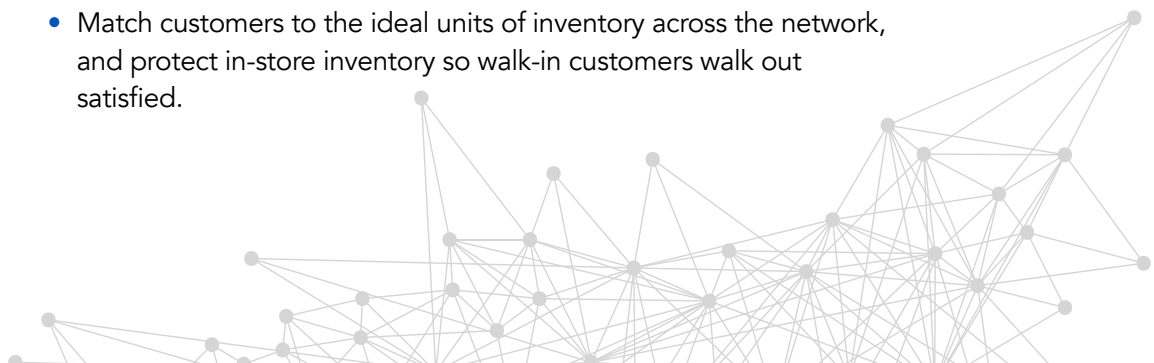 • Match customers to the ideal units of inventory across the network,
and protect in-store inventory so walk-in customers walk out
satisfied.